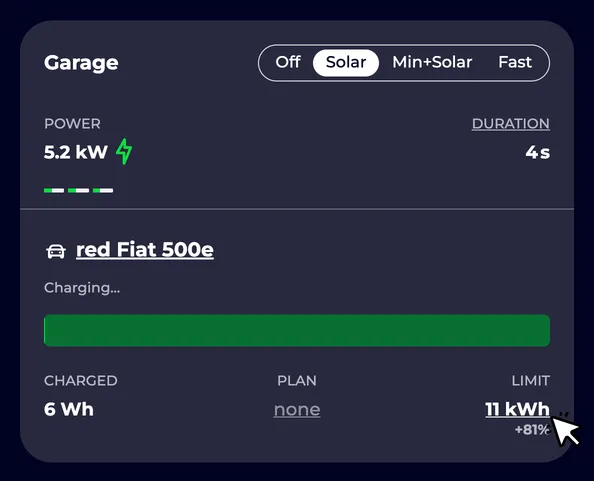 Garage Off Solar Min+Solar Fast
POWER DURATION
5.2 kW 4 s
red Fiat 500e
Charging...
CHARGED PLAN LIMIT
6 Wh none 11 kWh
+81%